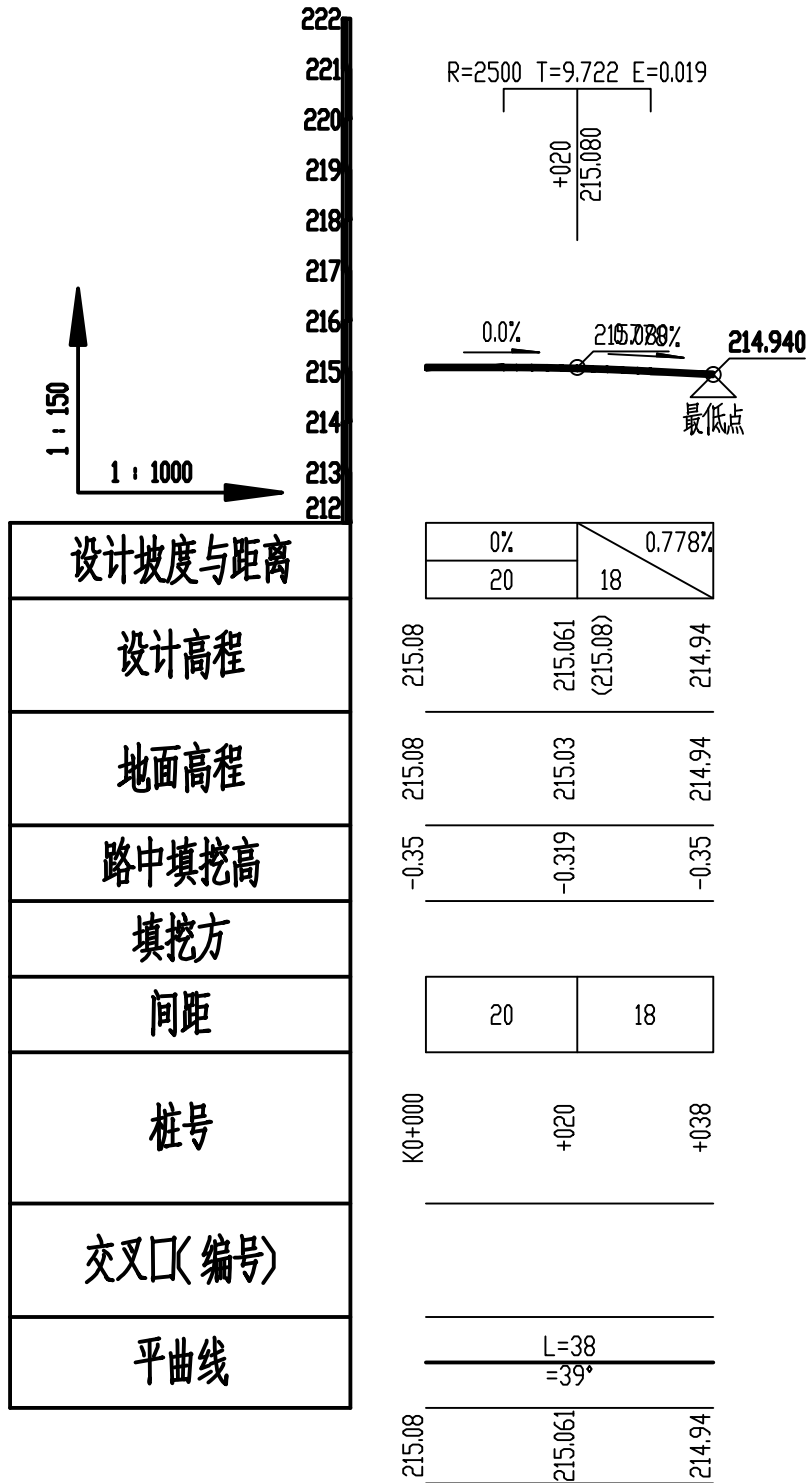 222
221
220
219
218
217
216
215
214
213
212
1 : 150
1 : 1000
R=2500 T=9.722 E=0.019
+020
215.080
0.0%
215.080
0.778%
214.940
最低点
设计坡度与距离
0%
20
0.778%
18
设计高程
215.08
215.061
(215.08)
214.94
地面高程
215.08
215.03
214.94
路中填挖高
-0.35
-0.319
-0.35
填挖方
间距
20
18
桩号
K0+000
+020
+038
交叉口(编号)
平曲线
L=38
=39°
215.08
215.061
214.94